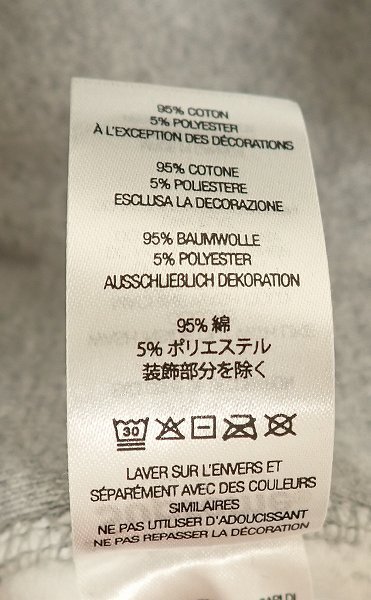 95% COTON
5% POLYESTER
À L'EXCEPTION DES DÉCORATIONS
95% COTONE
5% POLIESTERE
ESCLUSA LA DECORAZIONE
95% BAUMWOLLE
5% POLYESTER
AUSSCHLIEßLICH DEKORATION
95% 綿
5% ポリエステル
装飾部分を除く
30
LAVER SUR L'ENVERS ET
SÉPARÉMENT AVEC DES COULEURS
SIMILAIRES
NE PAS UTILISER D'ADOUCISSANT
NE PAS REPASSER LA DÉCORATION